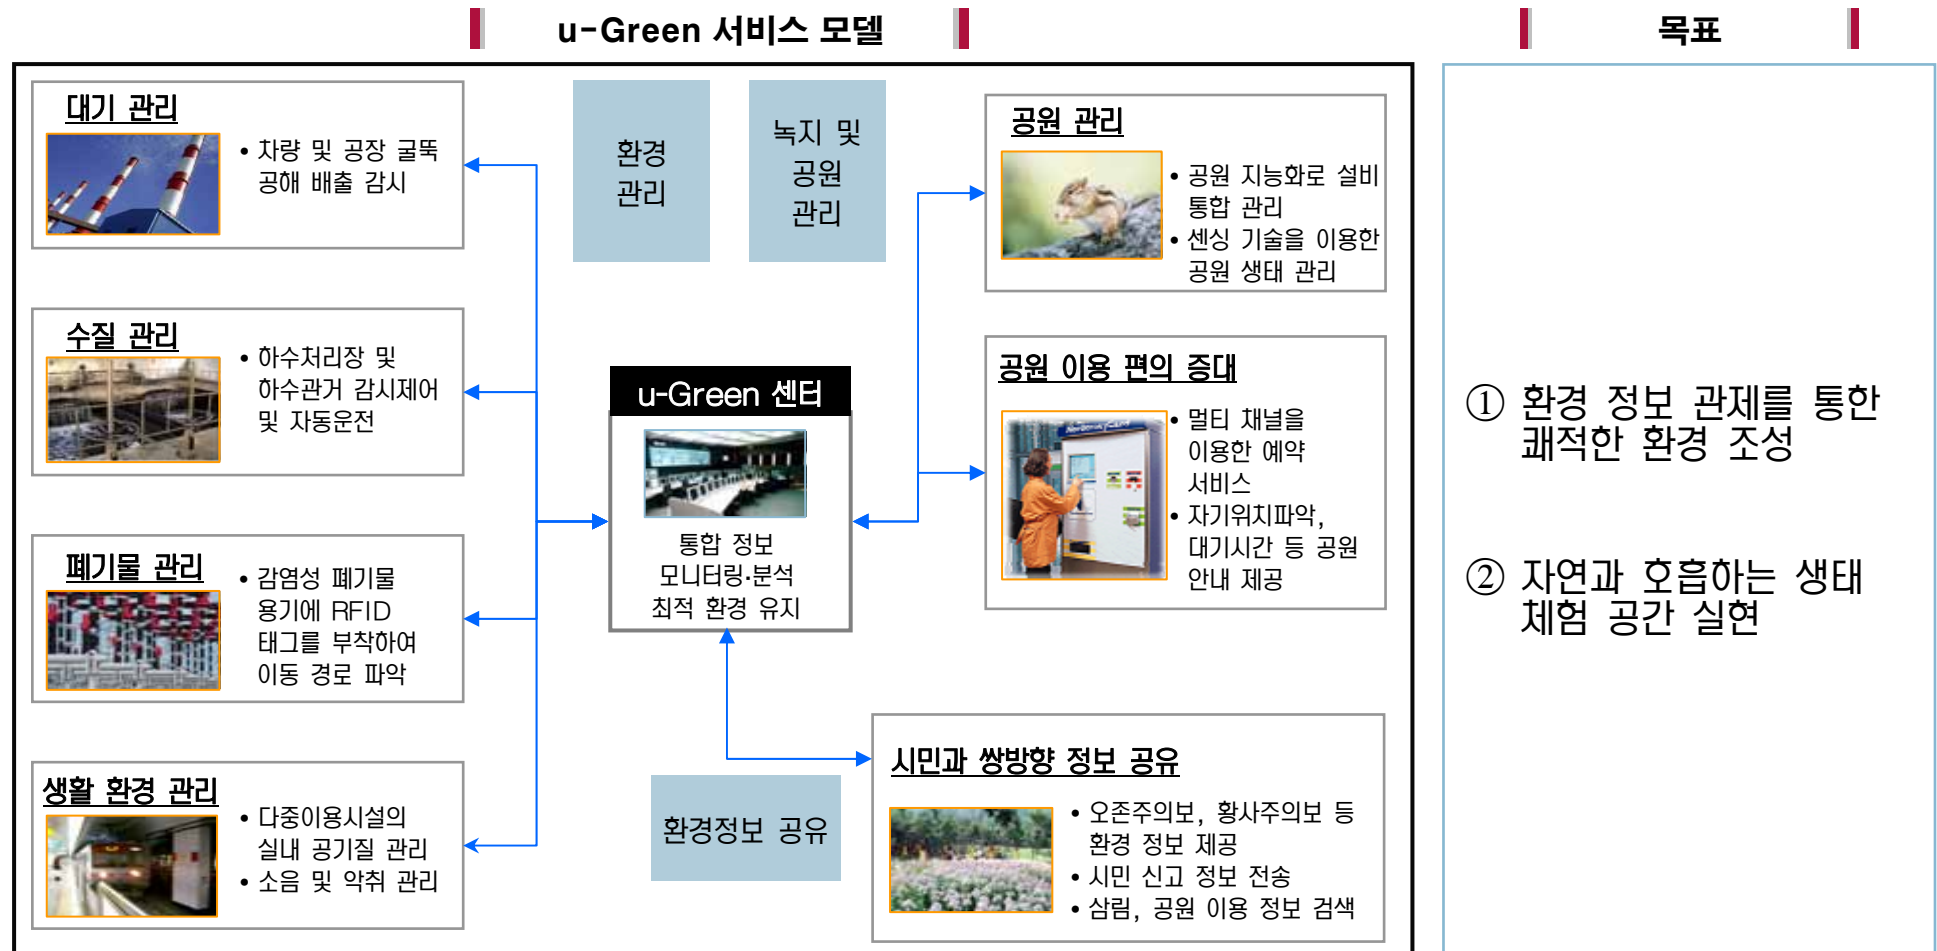 u-Green 서비스 모델
목표
대기 관리
• 차량 및 공장 굴뚝
공해 배출 감시
수질 관리
• 하수처리장 및
하수관거 감시제어
및 자동운전
폐기물 관리
• 감염성 폐기물
용기에 RFID
태그를 부착하여
이동 경로 파악
생활 환경 관리
• 다중이용시설의
실내 공기질 관리
• 소음 및 악취 관리
환경
관리
녹지 및
공원
관리
u-Green 센터
통합 정보
모니터링·분석
최적 환경 유지
환경정보 공유
공원 관리
• 공원 지능화로 설비
통합 관리
• 센싱 기술을 이용한
공원 생태 관리
공원 이용 편의 증대
• 멀티 채널을
이용한 예약
서비스
• 자기위치파악,
대기시간 등 공원
안내 제공
시민과 쌍방향 정보 공유
• 오존주의보, 황사주의보 등
환경 정보 제공
• 시민 신고 정보 전송
• 삼림, 공원 이용 정보 검색
① 환경 정보 관제를 통한
쾌적한 환경 조성
② 자연과 호흡하는 생태
체험 공간 실현